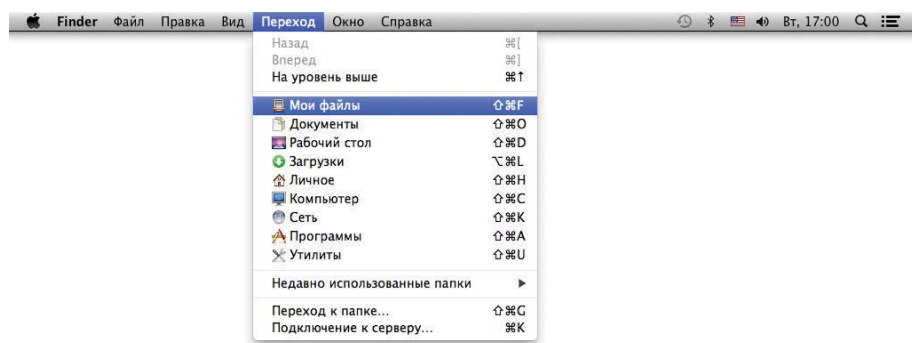 Finder Файл Правка Вид Переход Окно Справка Вт, 17:00
Назад ⌘[
Вперед ⌘]
На уровень выше ⌘↑
Мои файлы ⇧⌘F
Документы ⇧⌘O
Рабочий стол ⇧⌘D
Загрузки ⌥⌘L
Личное ⇧⌘H
Компьютер ⇧⌘C
Сеть ⇧⌘K
Программы ⇧⌘A
Утилиты ⇧⌘U
Недавно использованные папки ▶
Переход к папке... ⇧⌘G
Подключение к серверу... ⌘K